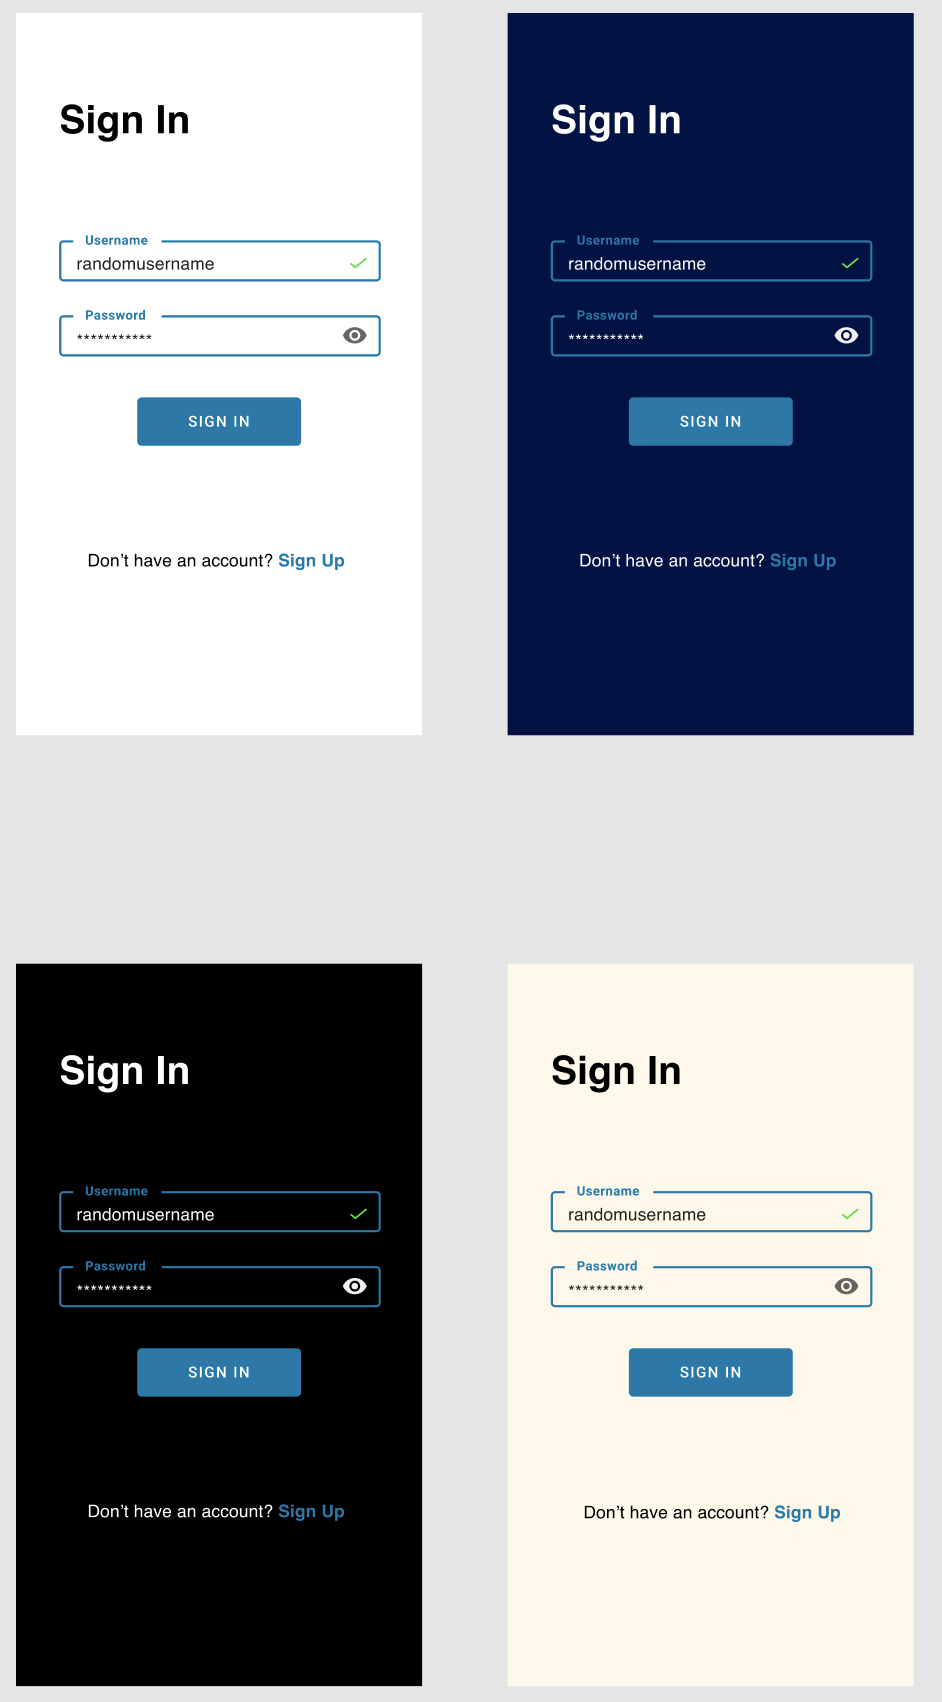 Sign In
Username
randomusername
Password
***********
SIGN IN
Don't have an account? Sign Up
Sign In
Username
randomusername
Password
***********
SIGN IN
Don't have an account? Sign Up
Sign In
Username
randomusername
Password
***********
SIGN IN
Don't have an account? Sign Up
Sign In
Username
randomusername
Password
***********
SIGN IN
Don't have an account? Sign Up